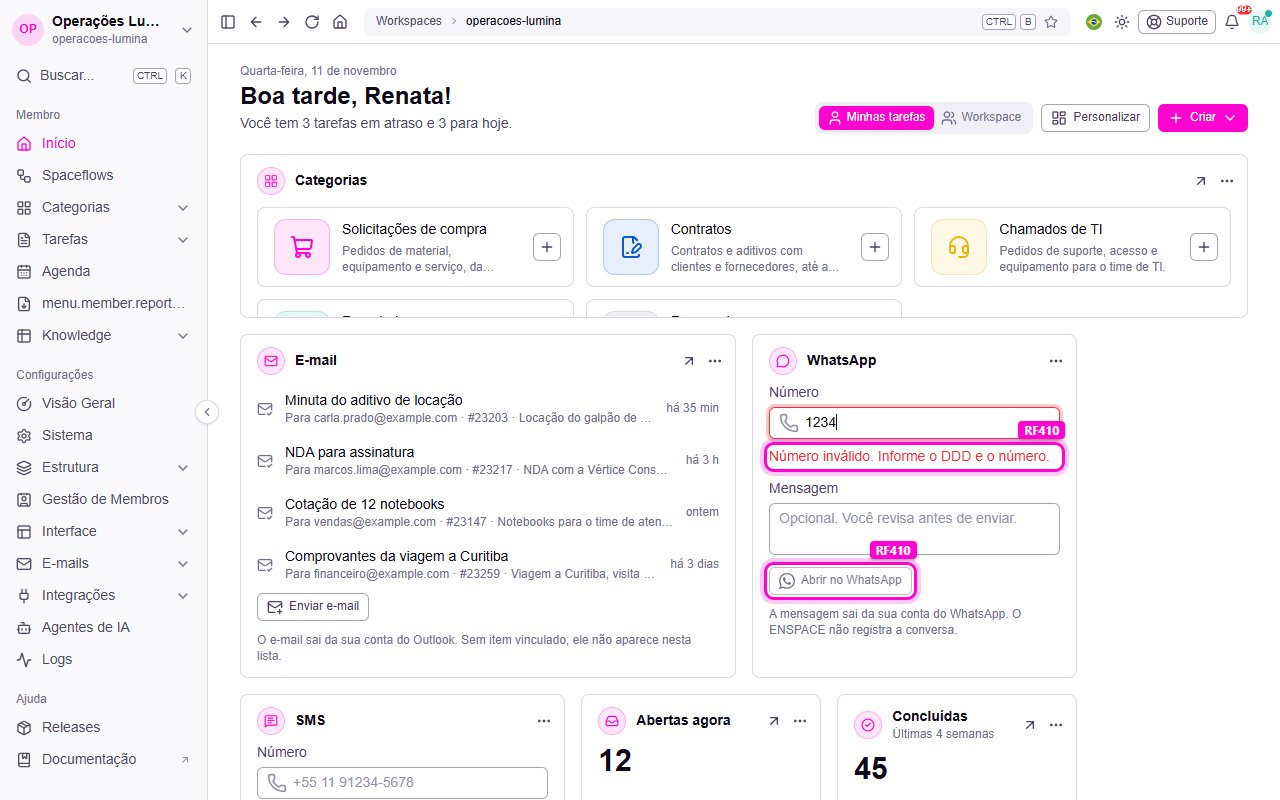 OP
Operações Lu...
operacoes-lumina
Buscar...
CTRL
K
Membro
Início
Spaceflows
Categorias
Tarefas
Agenda
menu.member.report...
Knowledge
Configurações
Visão Geral
Sistema
Estrutura
Gestão de Membros
Interface
E-mails
Integrações
Agentes de IA
Logs
Ajuda
Releases
Documentação
Workspaces
operacoes-lumina
CTRL
B
Suporte
99+
RA
Quarta-feira, 11 de novembro
Boa tarde, Renata!
Você tem 3 tarefas em atraso e 3 para hoje.
Minhas tarefas
Workspace
Personalizar
Criar
Categorias
Solicitações de compra
Pedidos de material,
equipamento e serviço, da...
Contratos
Contratos e aditivos com
clientes e fornecedores, até a...
Chamados de TI
Pedidos de suporte, acesso e
equipamento para o time de TI.
E-mail
Minuta do aditivo de locação
Para carla.prado@example.com · #23203 · Locação do galpão de ...
há 35 min
NDA para assinatura
Para marcos.lima@example.com · #23217 · NDA com a Vértice Cons...
há 3 h
Cotação de 12 notebooks
Para vendas@example.com · #23147 · Notebooks para o time de aten...
ontem
Comprovantes da viagem a Curitiba
Para financeiro@example.com · #23259 · Viagem a Curitiba, visita ...
há 3 dias
Enviar e-mail
O e-mail sai da sua conta do Outlook. Sem item vinculado, ele não aparece nesta
lista.
WhatsApp
Número
1234
RF410
Número inválido. Informe o DDD e o número.
Mensagem
Opcional. Você revisa antes de enviar.
RF410
Abrir no WhatsApp
A mensagem sai da sua conta do WhatsApp. O
ENSPACE não registra a conversa.
SMS
Número
+55 11 91234-5678
Abertas agora
12
Concluídas
Últimas 4 semanas
45